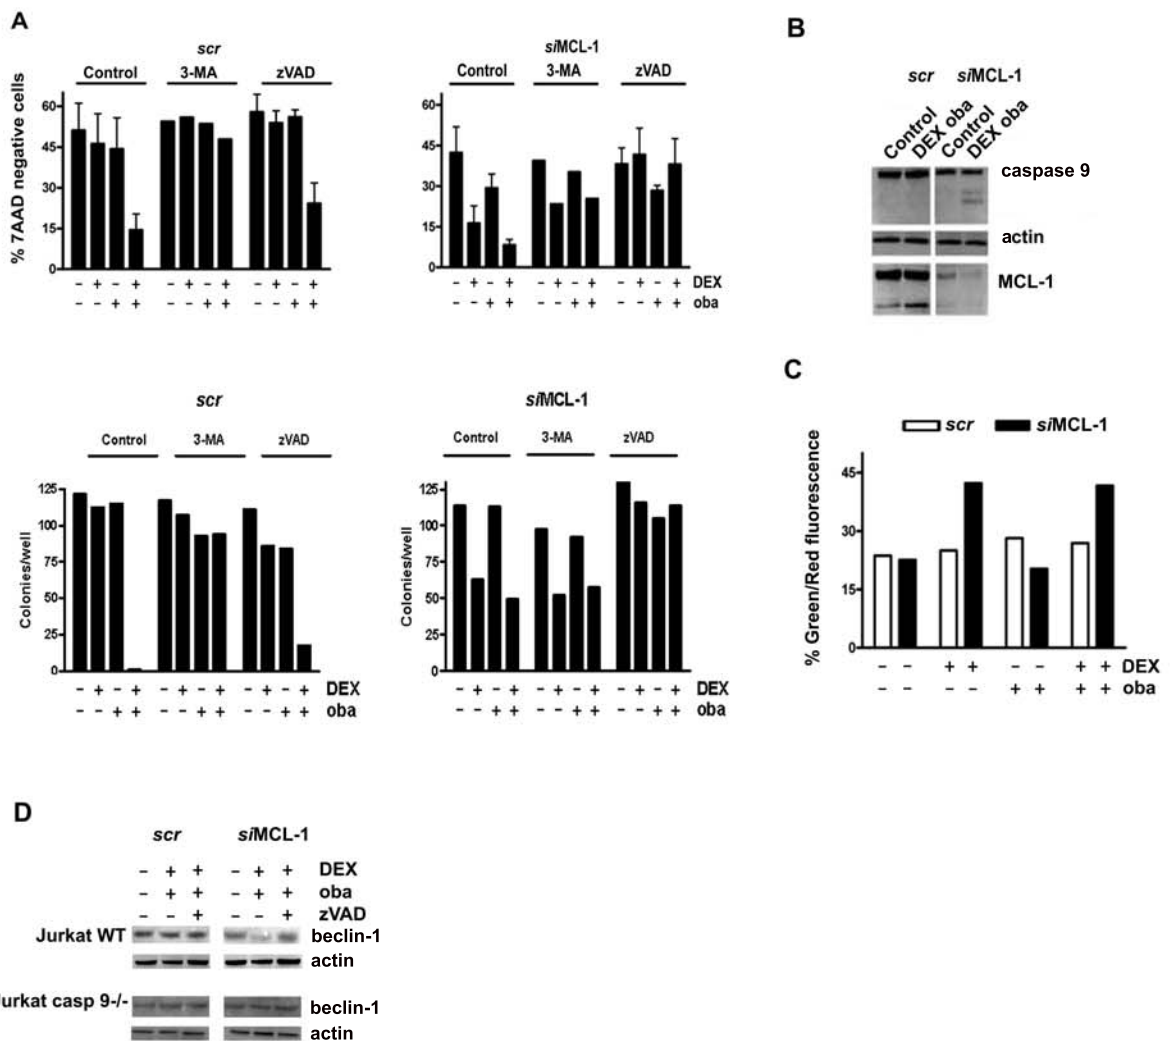 A
scr
Control 3-MA zVAD
% 7AAD negative cells
60
45
30
15
0
- + - + - + - + - + - +
- - + + - - + + - - + +
siMCL-1
Control 3-MA zVAD
60
45
30
15
0
- + - + - + - + - + - + DEX
- - + + - - + + - - + + oba
B
scr siMCL-1
Control DEX oba Control DEX oba
caspase 9
actin
MCL-1
scr
Control 3-MA zVAD
Colonies/well
125
100
75
50
25
0
- + - + - + - + - + - + DEX
- - + + - - + + - - + + oba
siMCL-1
Control 3-MA zVAD
Colonies/well
125
100
75
50
25
0
- + - + - + - + - + - + DEX
- - + + - - + + - - + + oba
C
scr siMCL-1
% Green/Red fluorescence
45
30
15
0
- - + + - - + + DEX
- - - - + + + + oba
D
scr siMCL-1
- + + - + + DEX
- + + - + + oba
+ + zVAD
Jurkat WT beclin-1
actin
Jurkat casp 9-/- beclin-1
actin